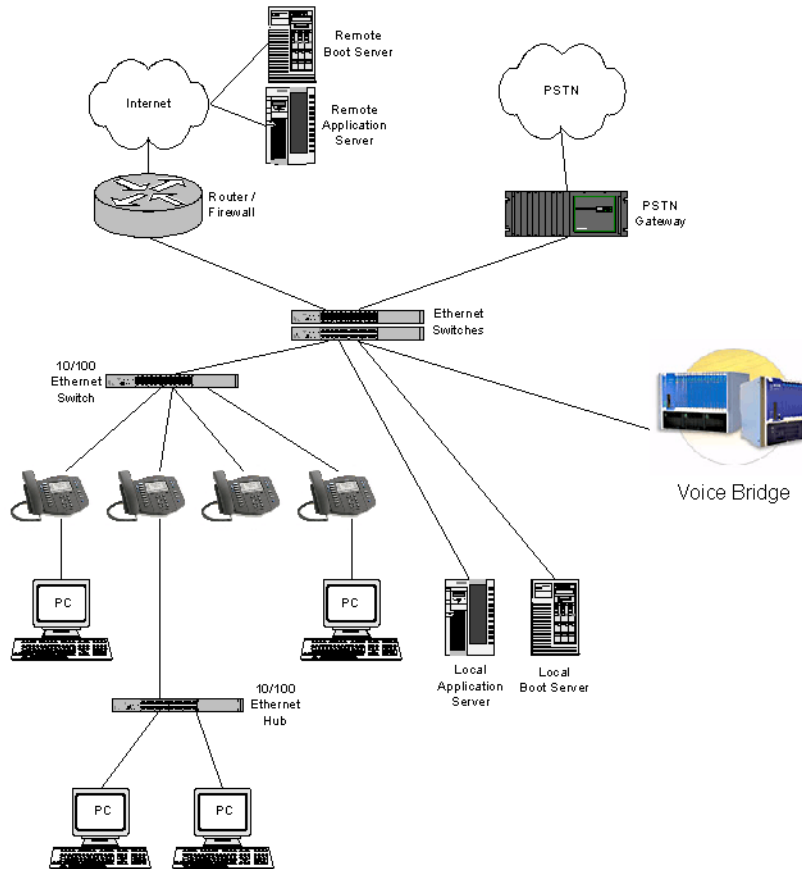 Remote
Boot Server
Internet
PSTN
Remote
Application
Server
Router /
Firewall
PSTN
Gateway
Ethernet
Switches
10/100
Ethernet
Switch
Voice Bridge
PC
PC
Local
Application
Server
Local
Boot Server
10/100
Ethernet
Hub
PC
PC